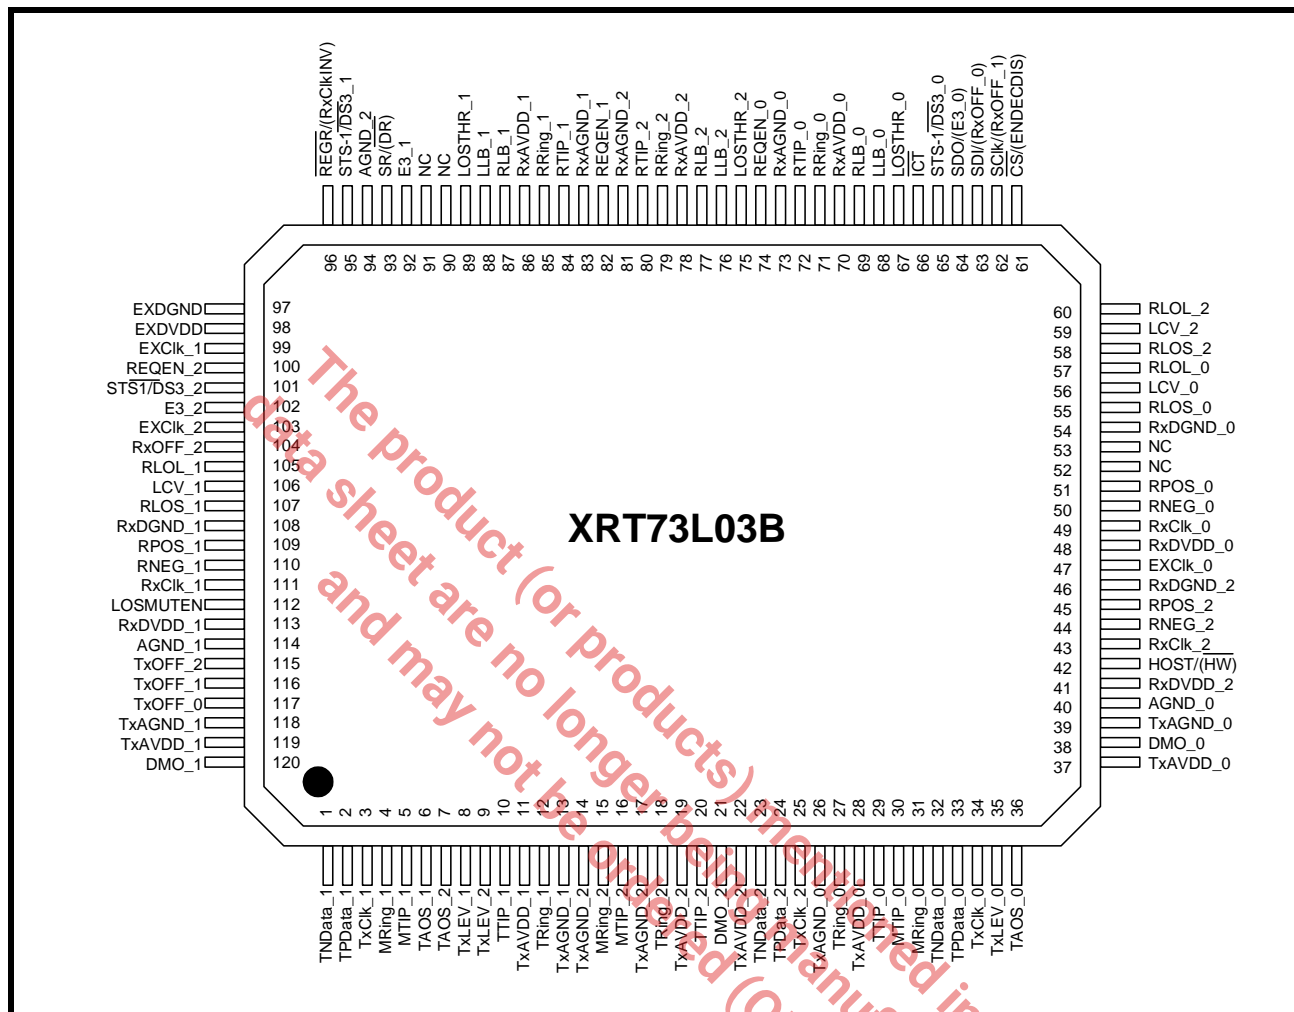 REGR/(RxClkINV)
STS-1/DS3_1
AGND_2
SR/(DR)
E3_1
NC
NC
LOSTHR_1
LLB_1
RLB_1
RxAVDD_1
RRing_1
RTIP_1
RxAGND_1
REQEN_1
RxAGND_2
RTIP_2
RRing_2
RxAVDD_2
RLB_2
LLB_2
LOSTHR_2
REQEN_0
RxAGND_0
RTIP_0
RRing_0
RxAVDD_0
RLB_0
LLB_0
LOSTHR_0
ICT
STS-1/DS3_0
SDO/(E3_0)
SDI/(RxOFF_0)
SClk/(RxOFF_1)
CS/(ENDECDIS)
96 95 94 93 92 91 90 89 88 87 86 85 84 83 82 81 80 79 78 77 76 75 74 73 72 71 70 69 68 67 66 65 64 63 62 61
EXDGND 97
EXDVDD 98
EXClk_1 99
REQEN_2 100
STS1/DS3_2 101
E3_2 102
EXClk_2 103
RxOFF_2 104
RLOL_1 105
LCV_1 106
RLOS_1 107
RxDGND_1 108
RPOS_1 109
RNEG_1 110
RxClk_1 111
LOSMUTEN 112
RxDVDD_1 113
AGND_1 114
TxOFF_2 115
TxOFF_1 116
TxOFF_0 117
TxAGND_1 118
TxAVDD_1 119
DMO_1 120
XRT73L03B
60 RLOL_2
59 LCV_2
58 RLOS_2
57 RLOL_0
56 LCV_0
55 RLOS_0
54 RxDGND_0
53 NC
52 NC
51 RPOS_0
50 RNEG_0
49 RxClk_0
48 RxDVDD_0
47 EXClk_0
46 RxDGND_2
45 RPOS_2
44 RNEG_2
43 RxClk_2
42 HOST/(HW)
41 RxDVDD_2
40 AGND_0
39 TxAGND_0
38 DMO_0
37 TxAVDD_0
1 2 3 4 5 6 7 8 9 10 11 12 13 14 15 16 17 18 19 20 21 22 23 24 25 26 27 28 29 30 31 32 33 34 35 36
TNData_1
TPData_1
TxClk_1
MRing_1
MTIP_1
TAOS_1
TAOS_2
TxLEV_1
TxLEV_2
TTIP_1
TxAVDD_1
TRing_1
TxAGND_1
TxAGND_2
MRing_2
MTIP_2
TxAGND_2
TRing_2
TxAVDD_2
TTIP_2
DMO_2
TxAVDD_2
TNData_2
TPData_2
TxClk_2
TxAGND_0
TRing_0
TxAVDD_0
TTIP_0
MTIP_0
MRing_0
TNData_0
TPData_0
TxClk_0
TxLEV_0
TAOS_0
The product (or products) mentioned in
data sheet are no longer being manuf
and may not be ordered (O